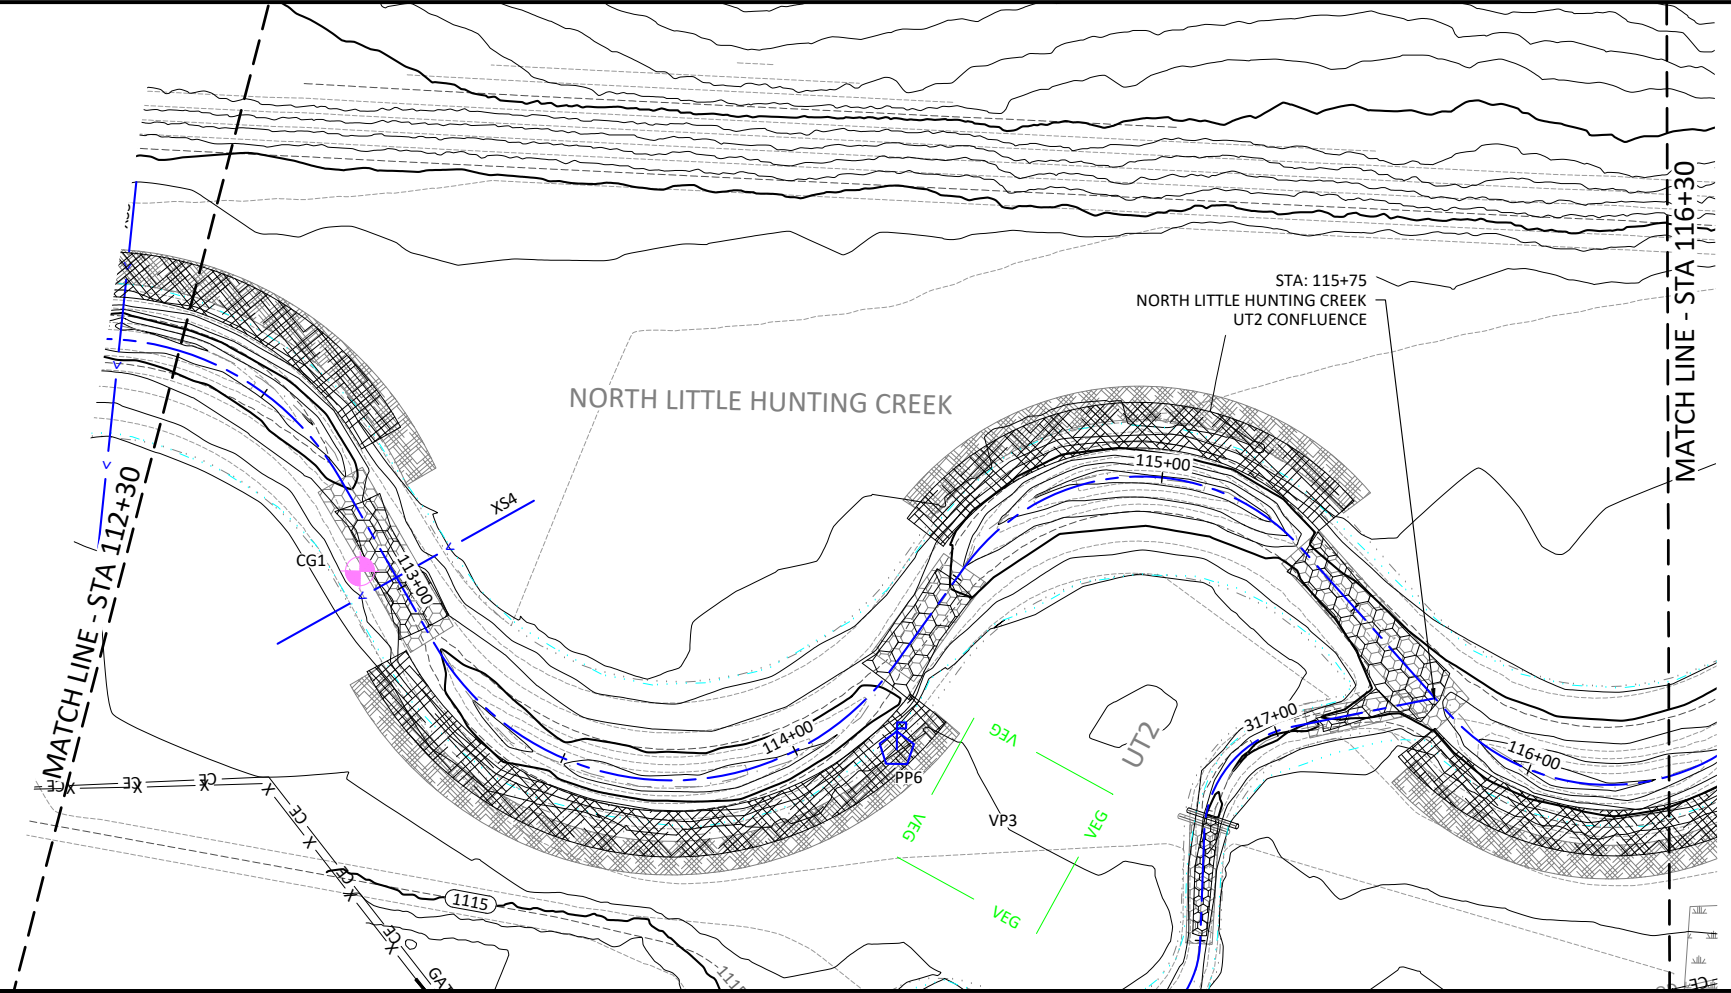 STA: 115+75
NORTH LITTLE HUNTING CREEK
UT2 CONFLUENCE
MATCH LINE - STA 116+30
NORTH LITTLE HUNTING CREEK
115+00
XS4
CG1
113+00
MATCH LINE - STA 112+30
114+00
PP6
VEG
VEG
VEG
VEG
VP3
UT2
317+00
116+00
CE
X
CE
X
CE
X
X
CE
X
CE
X
CE
X
1115